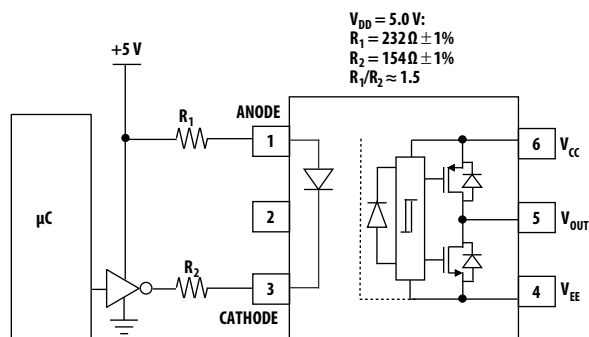 V_DD = 5.0 V:
R_1 = 232 Ω ± 1%
R_2 = 154 Ω ± 1%
R_1/R_2 ≈ 1.5
+5 V
R_1
ANODE
1
6
V_CC
μC
2
5
V_OUT
R_2
3
4
V_EE
CATHODE